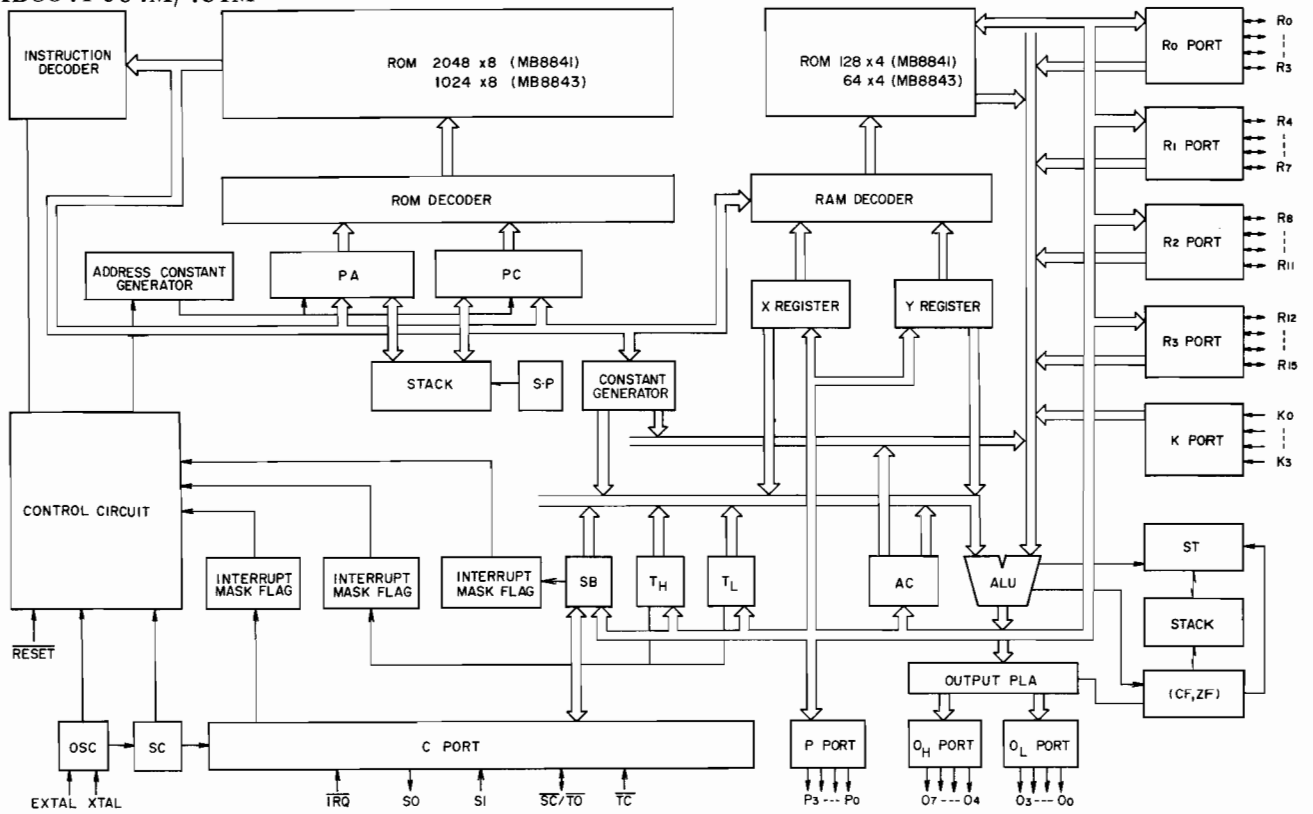 INSTRUCTION
DECODER
ROM 2048 x8 (MB8841)
1024 x8 (MB8843)
ROM 128 x4 (MB8841)
64 x4 (MB8843)
R0 PORT
R0
R3
R1 PORT
R4
R7
R2 PORT
R8
R11
R3 PORT
R12
R15
K PORT
K0
K3
ROM DECODER
RAM DECODER
ADDRESS CONSTANT
GENERATOR
PA
PC
X REGISTER
Y REGISTER
STACK
S·P
CONSTANT
GENERATOR
CONTROL CIRCUIT
INTERRUPT
MASK FLAG
INTERRUPT
MASK FLAG
INTERRUPT
MASK FLAG
SB
TH
TL
AC
ALU
ST
STACK
(CF,ZF)
RESET
OUTPUT PLA
OSC
SC
C PORT
P PORT
OH PORT
OL PORT
EXTAL XTAL
IRQ SO SI SC/TO TC
P3 --- P0
O7 --- O4
O3 --- O0